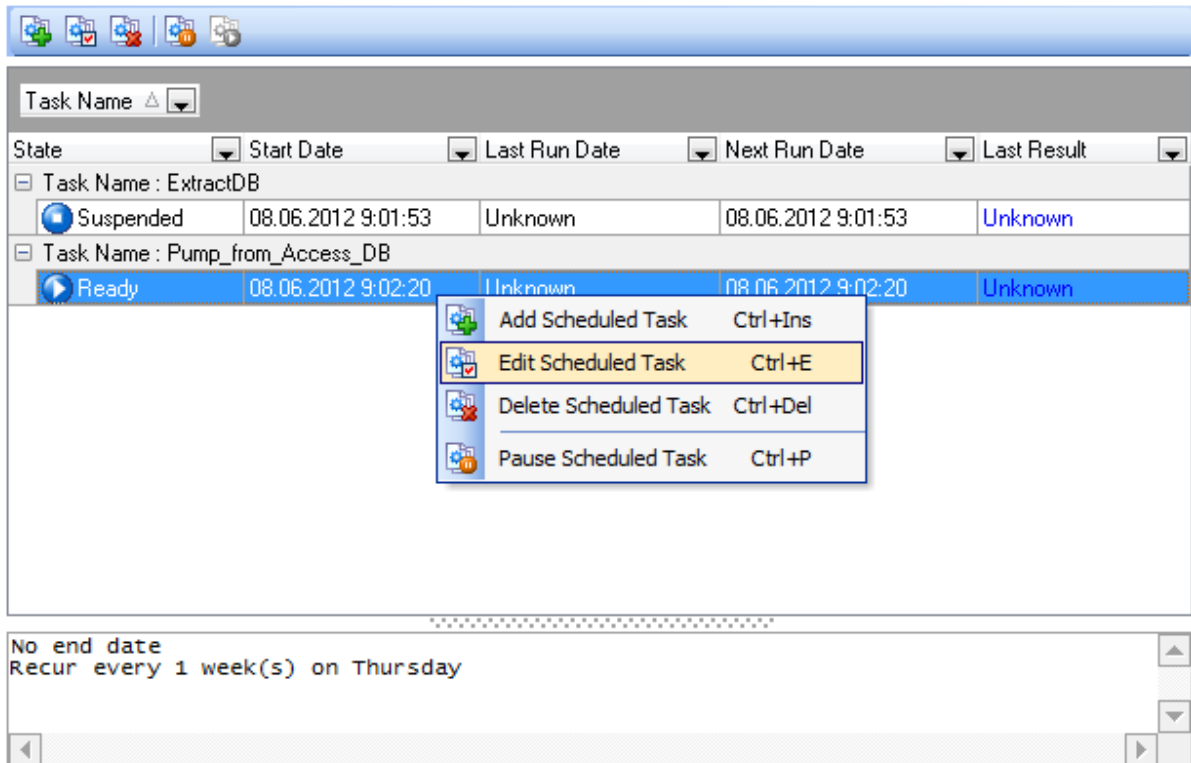 Task Name
State Start Date Last Run Date Next Run Date Last Result
Task Name : ExtractDB
Suspended 08.06.2012 9:01:53 Unknown 08.06.2012 9:01:53 Unknown
Task Name : Pump_from_Access_DB
Ready 08.06.2012 9:02:20 Unknown 08.06.2012 9:02:20 Unknown
Add Scheduled Task Ctrl+Ins
Edit Scheduled Task Ctrl+E
Delete Scheduled Task Ctrl+Del
Pause Scheduled Task Ctrl+P
No end date
Recur every 1 week(s) on Thursday